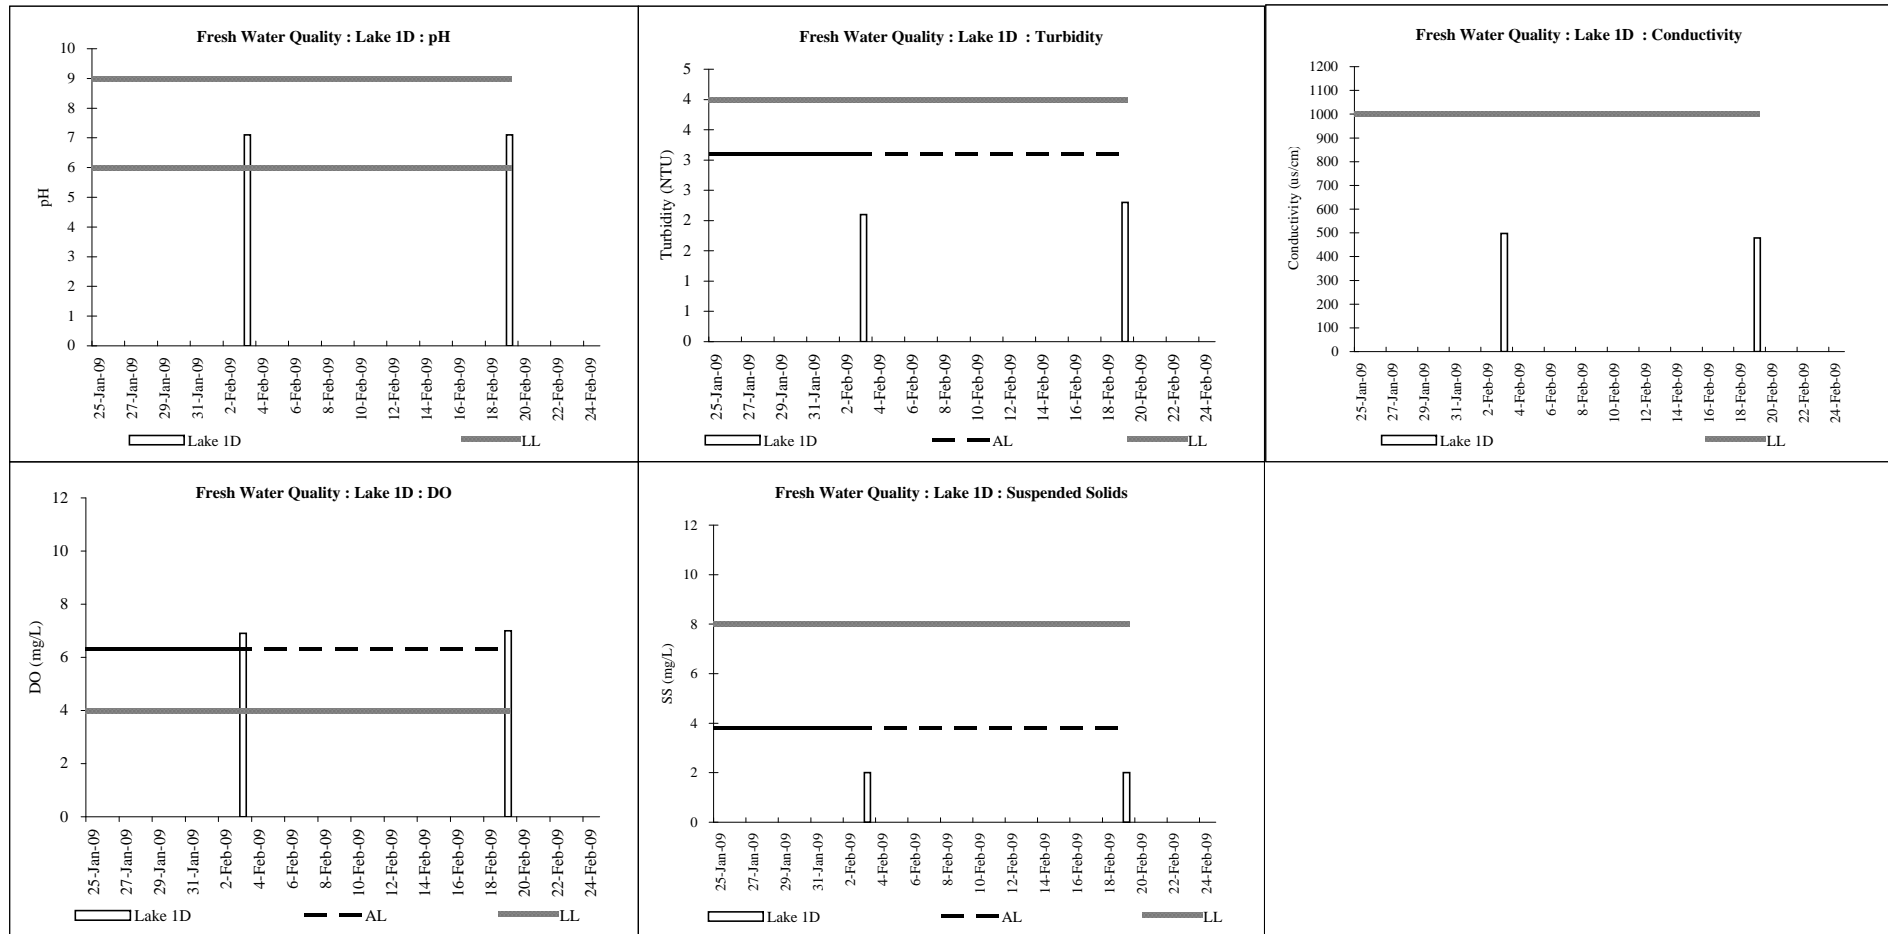 Fresh Water Quality : Lake 1D : pH
10
9
8
7
6
5
4
3
2
1
0
pH
25-Jan-09
27-Jan-09
29-Jan-09
31-Jan-09
2-Feb-09
4-Feb-09
6-Feb-09
8-Feb-09
10-Feb-09
12-Feb-09
14-Feb-09
16-Feb-09
18-Feb-09
20-Feb-09
22-Feb-09
24-Feb-09
Lake 1D LL
Fresh Water Quality : Lake 1D : Turbidity
5
4
4
3
3
2
2
1
1
0
Turbidity (NTU)
25-Jan-09
27-Jan-09
29-Jan-09
31-Jan-09
2-Feb-09
4-Feb-09
6-Feb-09
8-Feb-09
10-Feb-09
12-Feb-09
14-Feb-09
16-Feb-09
18-Feb-09
20-Feb-09
22-Feb-09
24-Feb-09
Lake 1D AL LL
Fresh Water Quality : Lake 1D : Conductivity
1200
1100
1000
900
800
700
600
500
400
300
200
100
0
Conductivity (us/cm)
25-Jan-09
27-Jan-09
29-Jan-09
31-Jan-09
2-Feb-09
4-Feb-09
6-Feb-09
8-Feb-09
10-Feb-09
12-Feb-09
14-Feb-09
16-Feb-09
18-Feb-09
20-Feb-09
22-Feb-09
24-Feb-09
Lake 1D LL
Fresh Water Quality : Lake 1D : DO
12
10
8
6
4
2
0
DO (mg/L)
25-Jan-09
27-Jan-09
29-Jan-09
31-Jan-09
2-Feb-09
4-Feb-09
6-Feb-09
8-Feb-09
10-Feb-09
12-Feb-09
14-Feb-09
16-Feb-09
18-Feb-09
20-Feb-09
22-Feb-09
24-Feb-09
Lake 1D AL LL
Fresh Water Quality : Lake 1D : Suspended Solids
12
10
8
6
4
2
0
SS (mg/L)
25-Jan-09
27-Jan-09
29-Jan-09
31-Jan-09
2-Feb-09
4-Feb-09
6-Feb-09
8-Feb-09
10-Feb-09
12-Feb-09
14-Feb-09
16-Feb-09
18-Feb-09
20-Feb-09
22-Feb-09
24-Feb-09
Lake 1D AL LL